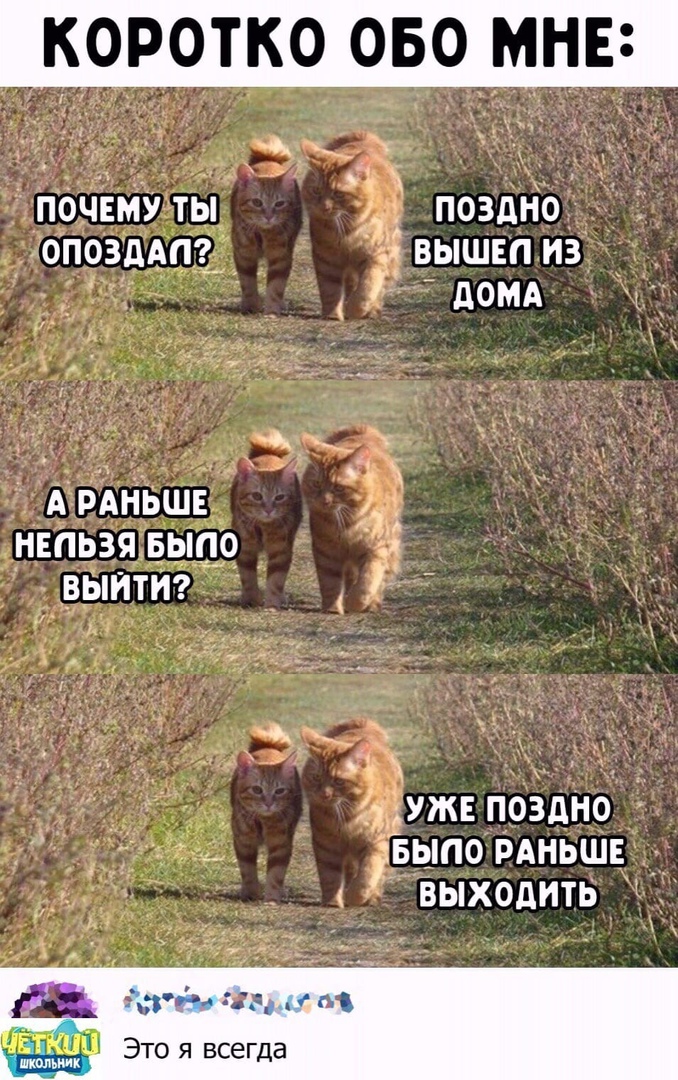 КОРОТКО ОБО МНЕ:
ПОЧЕМУ ТЫ
ОПОЗДАЛ?
ПОЗДНО
ВЫШЕЛ ИЗ
ДОМА
А РАНЬШЕ
НЕЛЬЗЯ БЫЛО
ВЫЙТИ?
УЖЕ ПОЗДНО
БЫЛО РАНЬШЕ
ВЫХОДИТЬ
Это я всегда
ЧЁТКИЙ
ШКОЛЬНИК